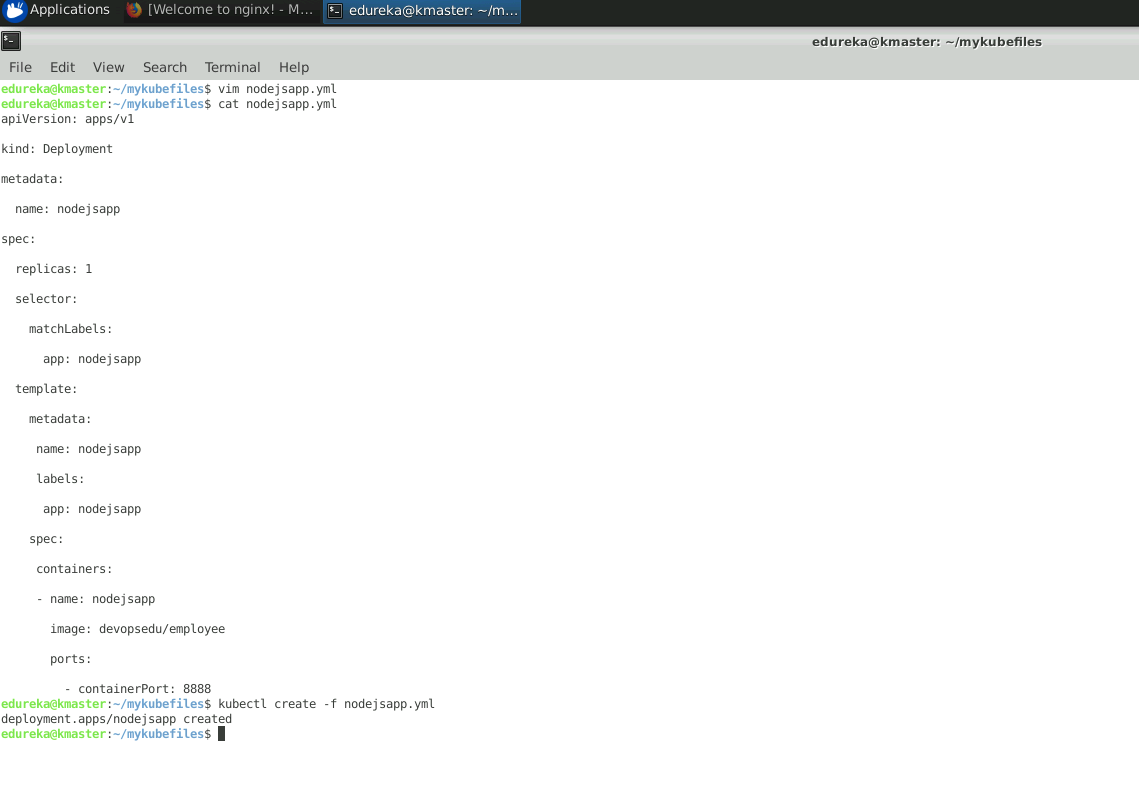 Applications
[Welcome to nginx! - M...
edureka@kmaster: ~/m...
edureka@kmaster: ~/mykubefiles
File Edit View Search Terminal Help
edureka@kmaster:~/mykubefiles$ vim nodejsapp.yml
edureka@kmaster:~/mykubefiles$ cat nodejsapp.yml
apiVersion: apps/v1
kind: Deployment
metadata:
  name: nodejsapp
spec:
  replicas: 1
  selector:
    matchLabels:
      app: nodejsapp
  template:
    metadata:
     name: nodejsapp
     labels:
      app: nodejsapp
    spec:
     containers:
     - name: nodejsapp
       image: devopsedu/employee
       ports:
         - containerPort: 8888
edureka@kmaster:~/mykubefiles$ kubectl create -f nodejsapp.yml
deployment.apps/nodejsapp created
edureka@kmaster:~/mykubefiles$